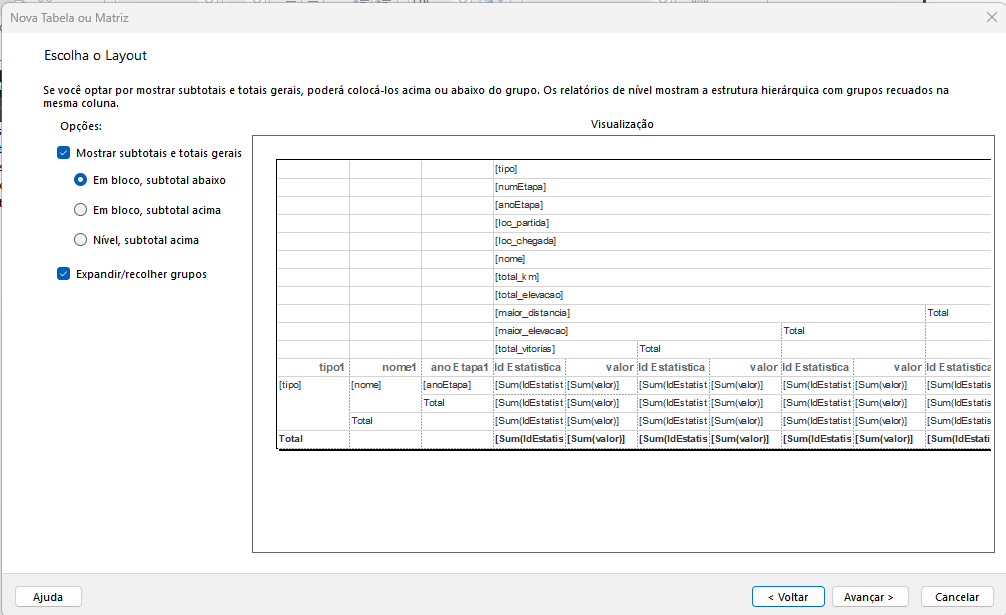 Nova Tabela ou Matriz
Escolha o Layout
Se você optar por mostrar subtotais e totais gerais, poderá colocá-los acima ou abaixo do grupo. Os relatórios de nível mostram a estrutura hierárquica com grupos recuados na
mesma coluna.
Opções:
Visualização
Mostrar subtotais e totais gerais
Em bloco, subtotal abaixo
Em bloco, subtotal acima
Nível, subtotal acima
Expandir/recolher grupos
[tipo]
[numEtapa]
[anoEtapa]
[loc_partida]
[loc_chegada]
[nome]
[total_km]
[total_elevacao]
[maior_distancia] Total
[maior_elevacao] Total
[total_vitorias] Total
tipo1 nome1 ano Etapa1 Id Estatistica valor Id Estatistica valor Id Estatistica valor Id Estatistica
[tipo] [nome] [anoEtapa] [Sum(IdEstatist [Sum(valor)] [Sum(IdEstatist [Sum(valor)] [Sum(IdEstatist [Sum(valor)] [Sum(IdEstatis
Total [Sum(IdEstatist [Sum(valor)] [Sum(IdEstatist [Sum(valor)] [Sum(IdEstatist [Sum(valor)] [Sum(IdEstatis
Total [Sum(IdEstatist [Sum(valor)] [Sum(IdEstatist [Sum(valor)] [Sum(IdEstatist [Sum(valor)] [Sum(IdEstatis
Total [Sum(IdEstatis [Sum(valor)] [Sum(IdEstatis [Sum(valor)] [Sum(IdEstatis [Sum(valor)] [Sum(IdEstati
Ajuda < Voltar Avançar > Cancelar